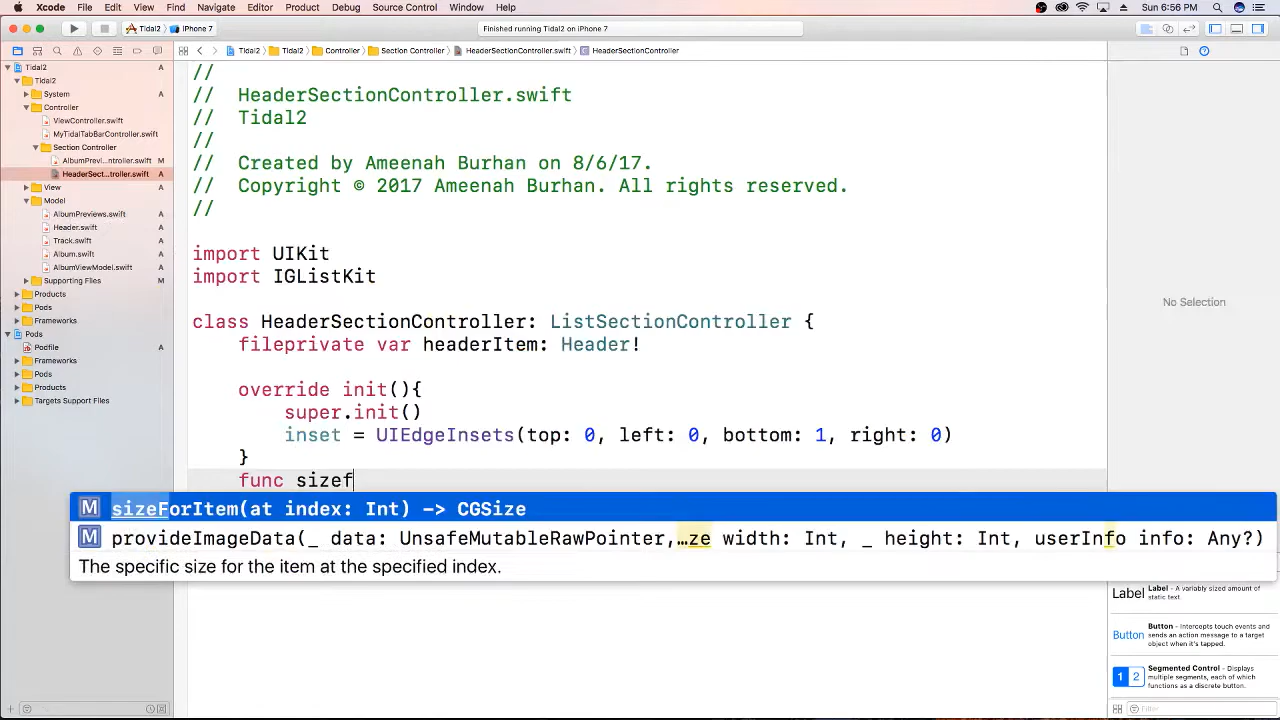 Xcode File Edit View Find Navigate Editor Product Debug Source Control Window Help Sun 6:56 PM
Tidal2 iPhone 7 Finished running Tidal2 on iPhone 7
Tidal2 Tidal2 Controller Section Controller HeaderSectionController.swift HeaderSectionController
Tidal2 A
Tidal2
System A
Controller
ViewController.swift A
MyTidalTabBarController.swift A
Section Controller
AlbumPrevi...ntroller.swift M
HeaderSect...troller.swift A
View
Model
AlbumPreviews.swift A
Header.swift A
Track.swift A
Album.swift A
AlbumViewModel.swift A
Supporting Files M
Products
Pods
Frameworks
Pods
Podfile A
Frameworks
Pods
Products
Targets Support Files
//
// HeaderSectionController.swift
// Tidal2
//
// Created by Ameenah Burhan on 8/6/17.
// Copyright © 2017 Ameenah Burhan. All rights reserved.
//
import UIKit
import IGListKit
class HeaderSectionController: ListSectionController {
fileprivate var headerItem: Header!
override init(){
super.init()
inset = UIEdgeInsets(top: 0, left: 0, bottom: 1, right: 0)
}
func sizef
M sizeForItem(at index: Int) -> CGSize
M provideImageData(_ data: UnsafeMutableRawPointer,…ze width: Int, _ height: Int, userInfo info: Any?)
The specific size for the item at the specified index.
No Selection
Label Label - A variably sized amount of
static text.
Button Button - Intercepts touch events and
sends an action message to a target
object when it's tapped.
1 2 Segmented Control - Displays
multiple segments, each of which
functions as a discrete button.
Filter